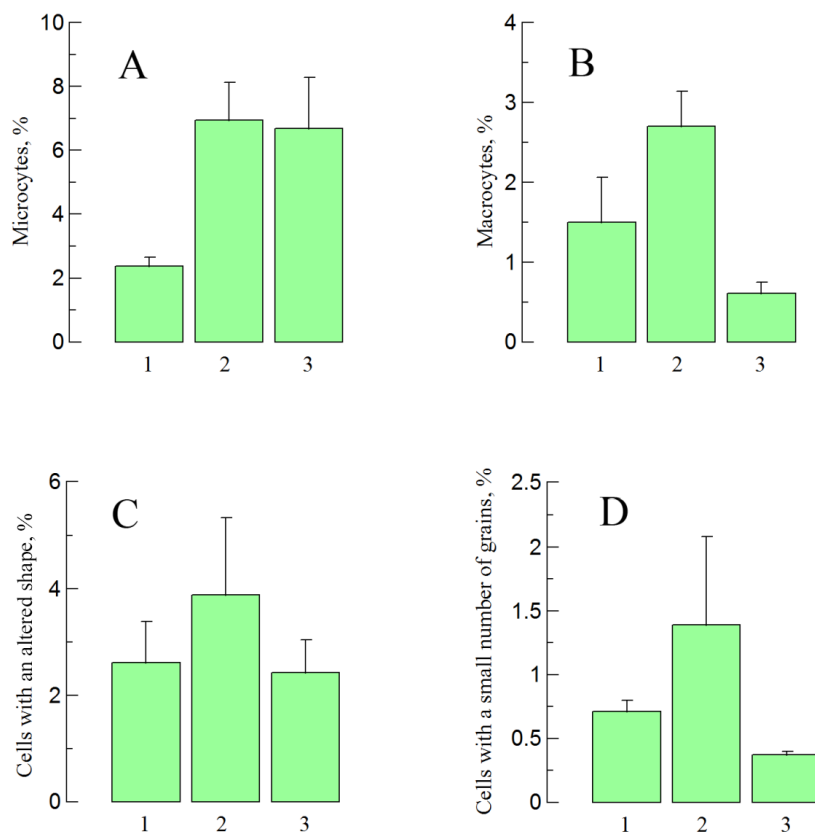 A
Microcytes, %
10
8
6
4
2
0
1 2 3
B
Macrocytes, %
4
3
2
1
0
1 2 3
C
Cells with an altered shape, %
6
4
2
0
1 2 3
D
Cells with a small number of grains, %
2.5
2
1.5
1
0.5
0
1 2 3